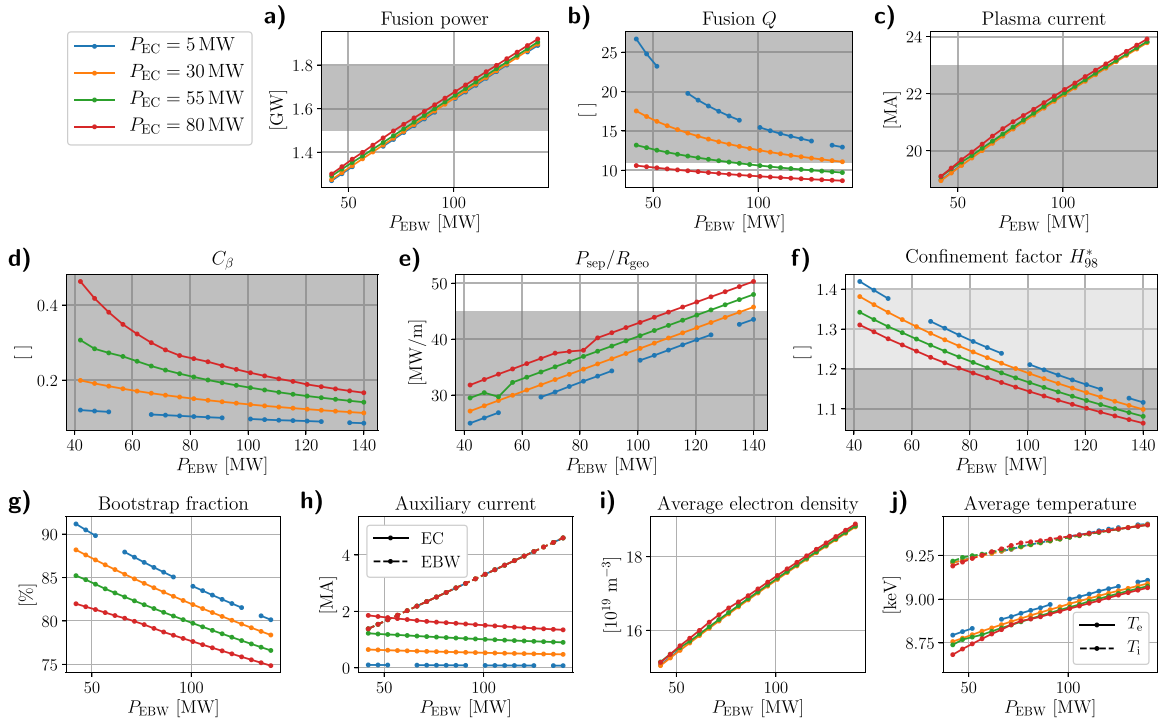 P_EC = 5 MW
P_EC = 30 MW
P_EC = 55 MW
P_EC = 80 MW
a) Fusion power
[GW]
1.8
1.6
1.4
50 100
P_EBW [MW]
b) Fusion Q
[ ]
25
20
15
10
50 100
P_EBW [MW]
c) Plasma current
[MA]
24
22
20
50 100
P_EBW [MW]
d) C_β
[ ]
0.4
0.2
40 60 80 100 120 140
P_EBW [MW]
e) P_sep/R_geo
[MW/m]
50
40
30
40 60 80 100 120 140
P_EBW [MW]
f) Confinement factor H*_98
[ ]
1.4
1.3
1.2
1.1
40 60 80 100 120 140
P_EBW [MW]
g) Bootstrap fraction
[%]
90
85
80
75
50 100
P_EBW [MW]
h) Auxiliary current
EC
EBW
[MA]
4
2
0
50 100
P_EBW [MW]
i) Average electron density
[10^19 m^−3]
18
16
50 100
P_EBW [MW]
j) Average temperature
[keV]
9.25
9.00
8.75
T_e
T_i
50 100
P_EBW [MW]